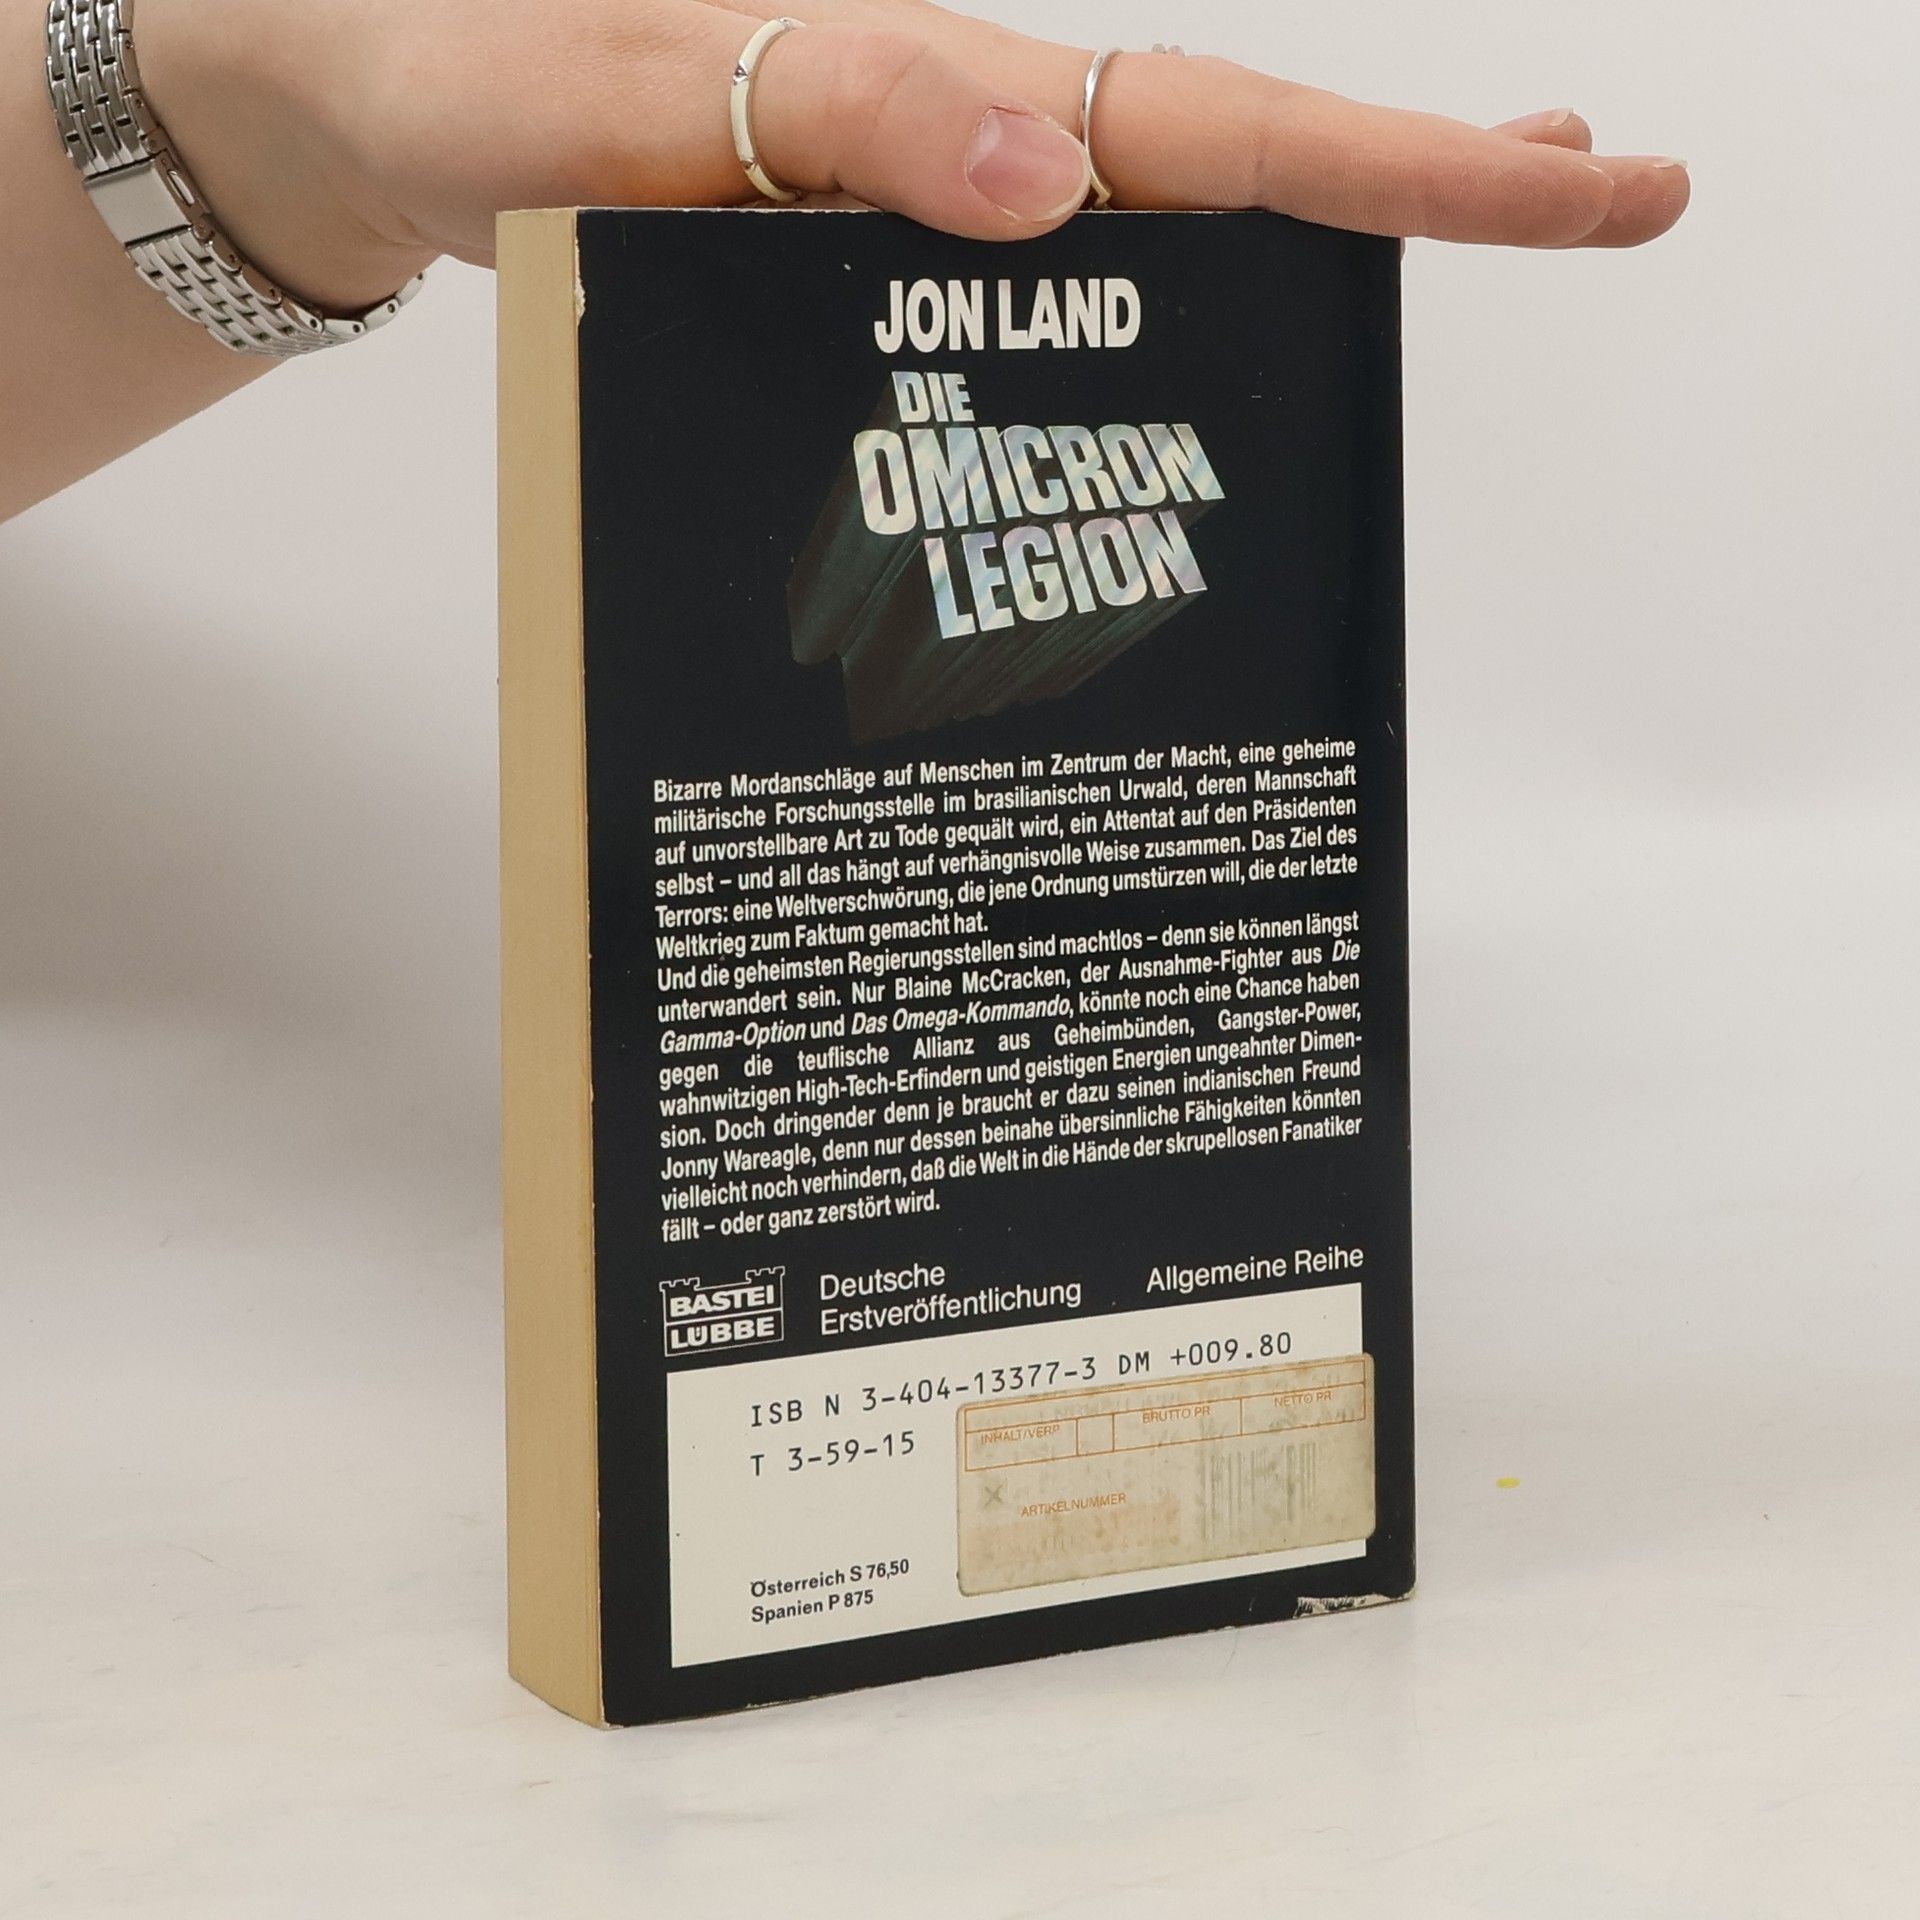 JON LAND
DIE
OMICRON
LEGION
Bizarre Mordanschläge auf Menschen im Zentrum der Macht, eine geheime
militärische Forschungsstelle im brasilianischen Urwald, deren Mannschaft
auf unvorstellbare Art zu Tode gequält wird, ein Attentat auf den Präsidenten
selbst – und all das hängt auf verhängnisvolle Weise zusammen. Das Ziel des
Terrors: eine Weltverschwörung, die jene Ordnung umstürzen will, die der letzte
Weltkrieg zum Faktum gemacht hat.
Und die geheimsten Regierungsstellen sind machtlos – denn sie können längst
unterwandert sein. Nur Blaine McCracken, der Ausnahme-Fighter aus Die
Gamma-Option und Das Omega-Kommando, könnte noch eine Chance haben
gegen die teuflische Allianz aus Geheimbünden, Gangster-Power,
wahnwitzigen High-Tech-Erfindern und geistigen Energien ungeahnter Dimen-
sion. Doch dringender denn je braucht er dazu seinen indianischen Freund
Jonny Wareagle, denn nur dessen beinahe übersinnliche Fähigkeiten könnten
vielleicht noch verhindern, daß die Welt in die Hände der skrupellosen Fanatiker
fällt – oder ganz zerstört wird.
BASTEI
LÜBBE
Deutsche
Erstveröffentlichung
Allgemeine Reihe
ISB N 3-404-13377-3 DM +009.80
T 3-59-15
INHALT/VERP.
BRUTTO PR.
NETTO PR.
ARTIKELNUMMER
Österreich S 76,50
Spanien P 875